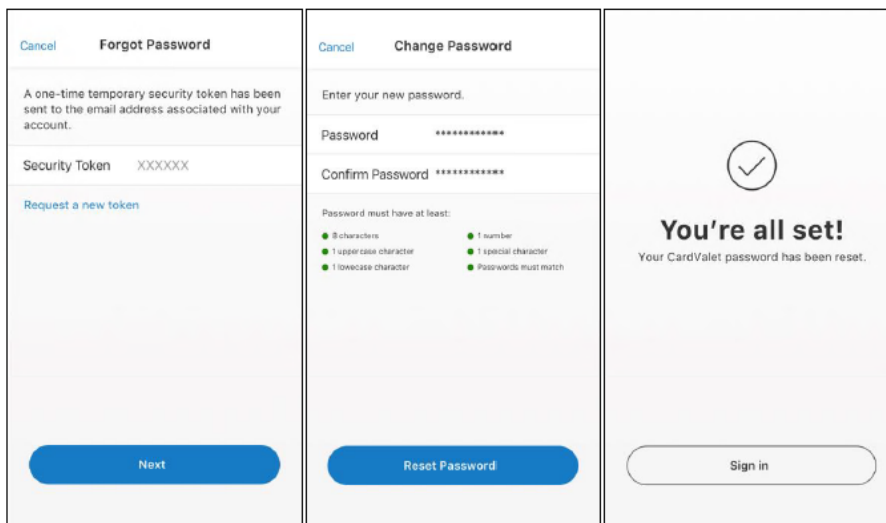 Cancel Forgot Password
A one-time temporary security token has been
sent to the email address associated with your
account.
Security Token XXXXXX
Request a new token
Next
Cancel Change Password
Enter your new password.
Password ************
Confirm Password ************
Password must have at least:
8 characters
1 uppercase character
1 lowecase character
1 number
1 special character
Passwords must match
Reset Password
You're all set!
Your CardValet password has been reset.
Sign in